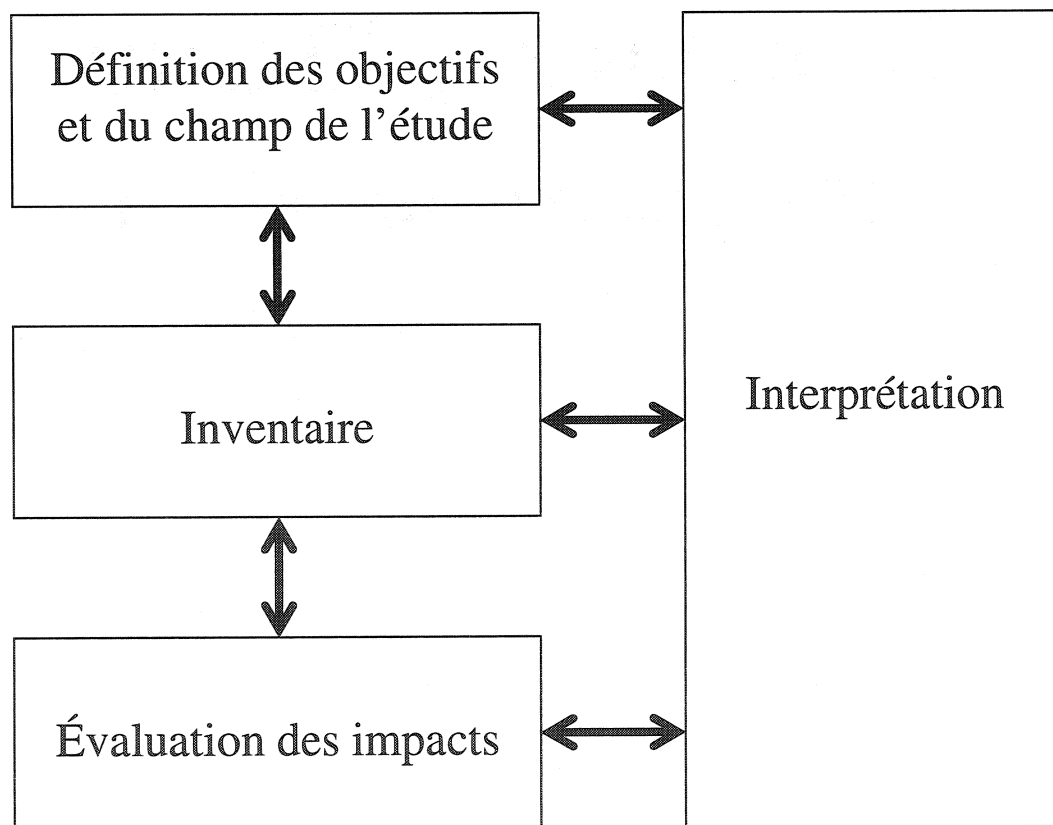 Définition des objectifs
et du champ de l’étude
Inventaire
Interprétation
Évaluation des impacts